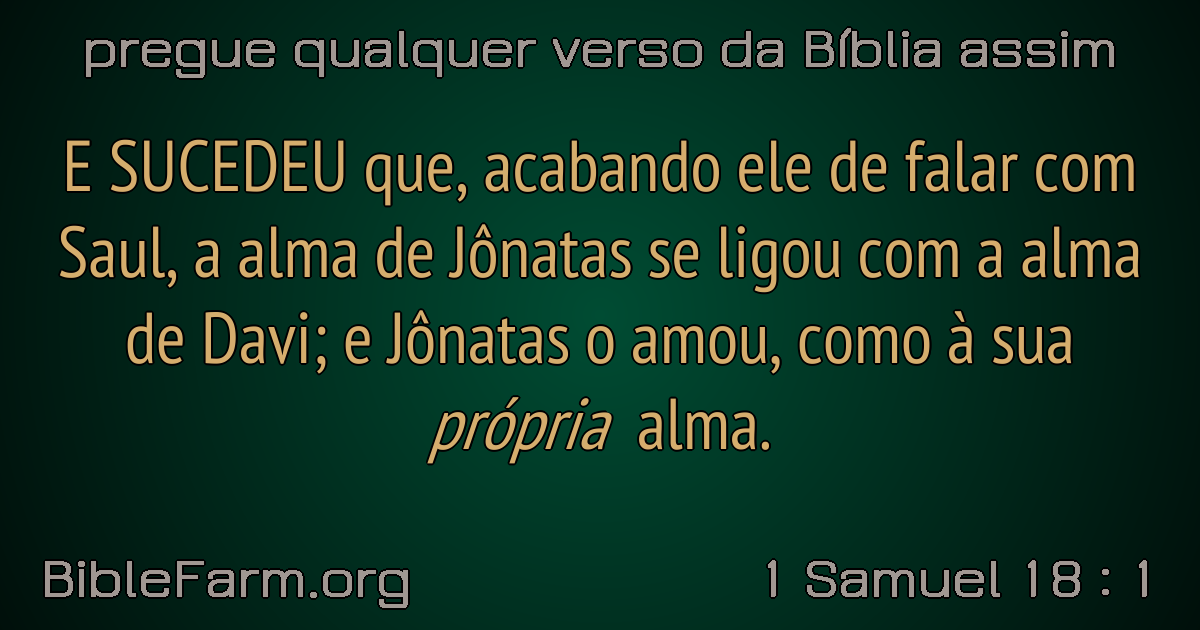 pregue qualquer verso da Bíblia assim
E SUCEDEU que, acabando ele de falar com
Saul, a alma de Jônatas se ligou com a alma
de Davi; e Jônatas o amou, como à sua
própria alma.
BibleFarm.org
1 Samuel 18 : 1